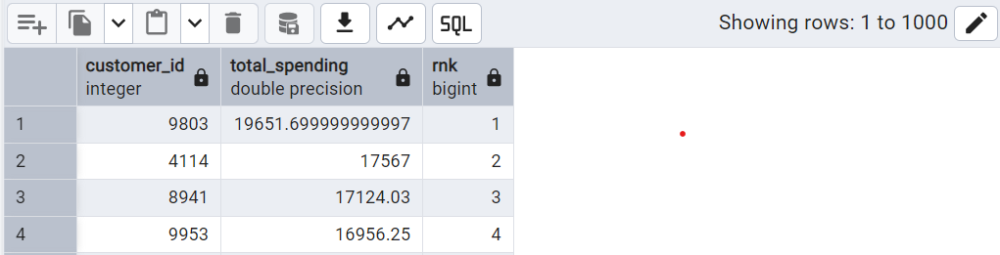 SQL Showing rows: 1 to 1000
customer_id total_spending rnk
integer double precision bigint
1 9803 19651.699999999997 1
2 4114 17567 2
3 8941 17124.03 3
4 9953 16956.25 4